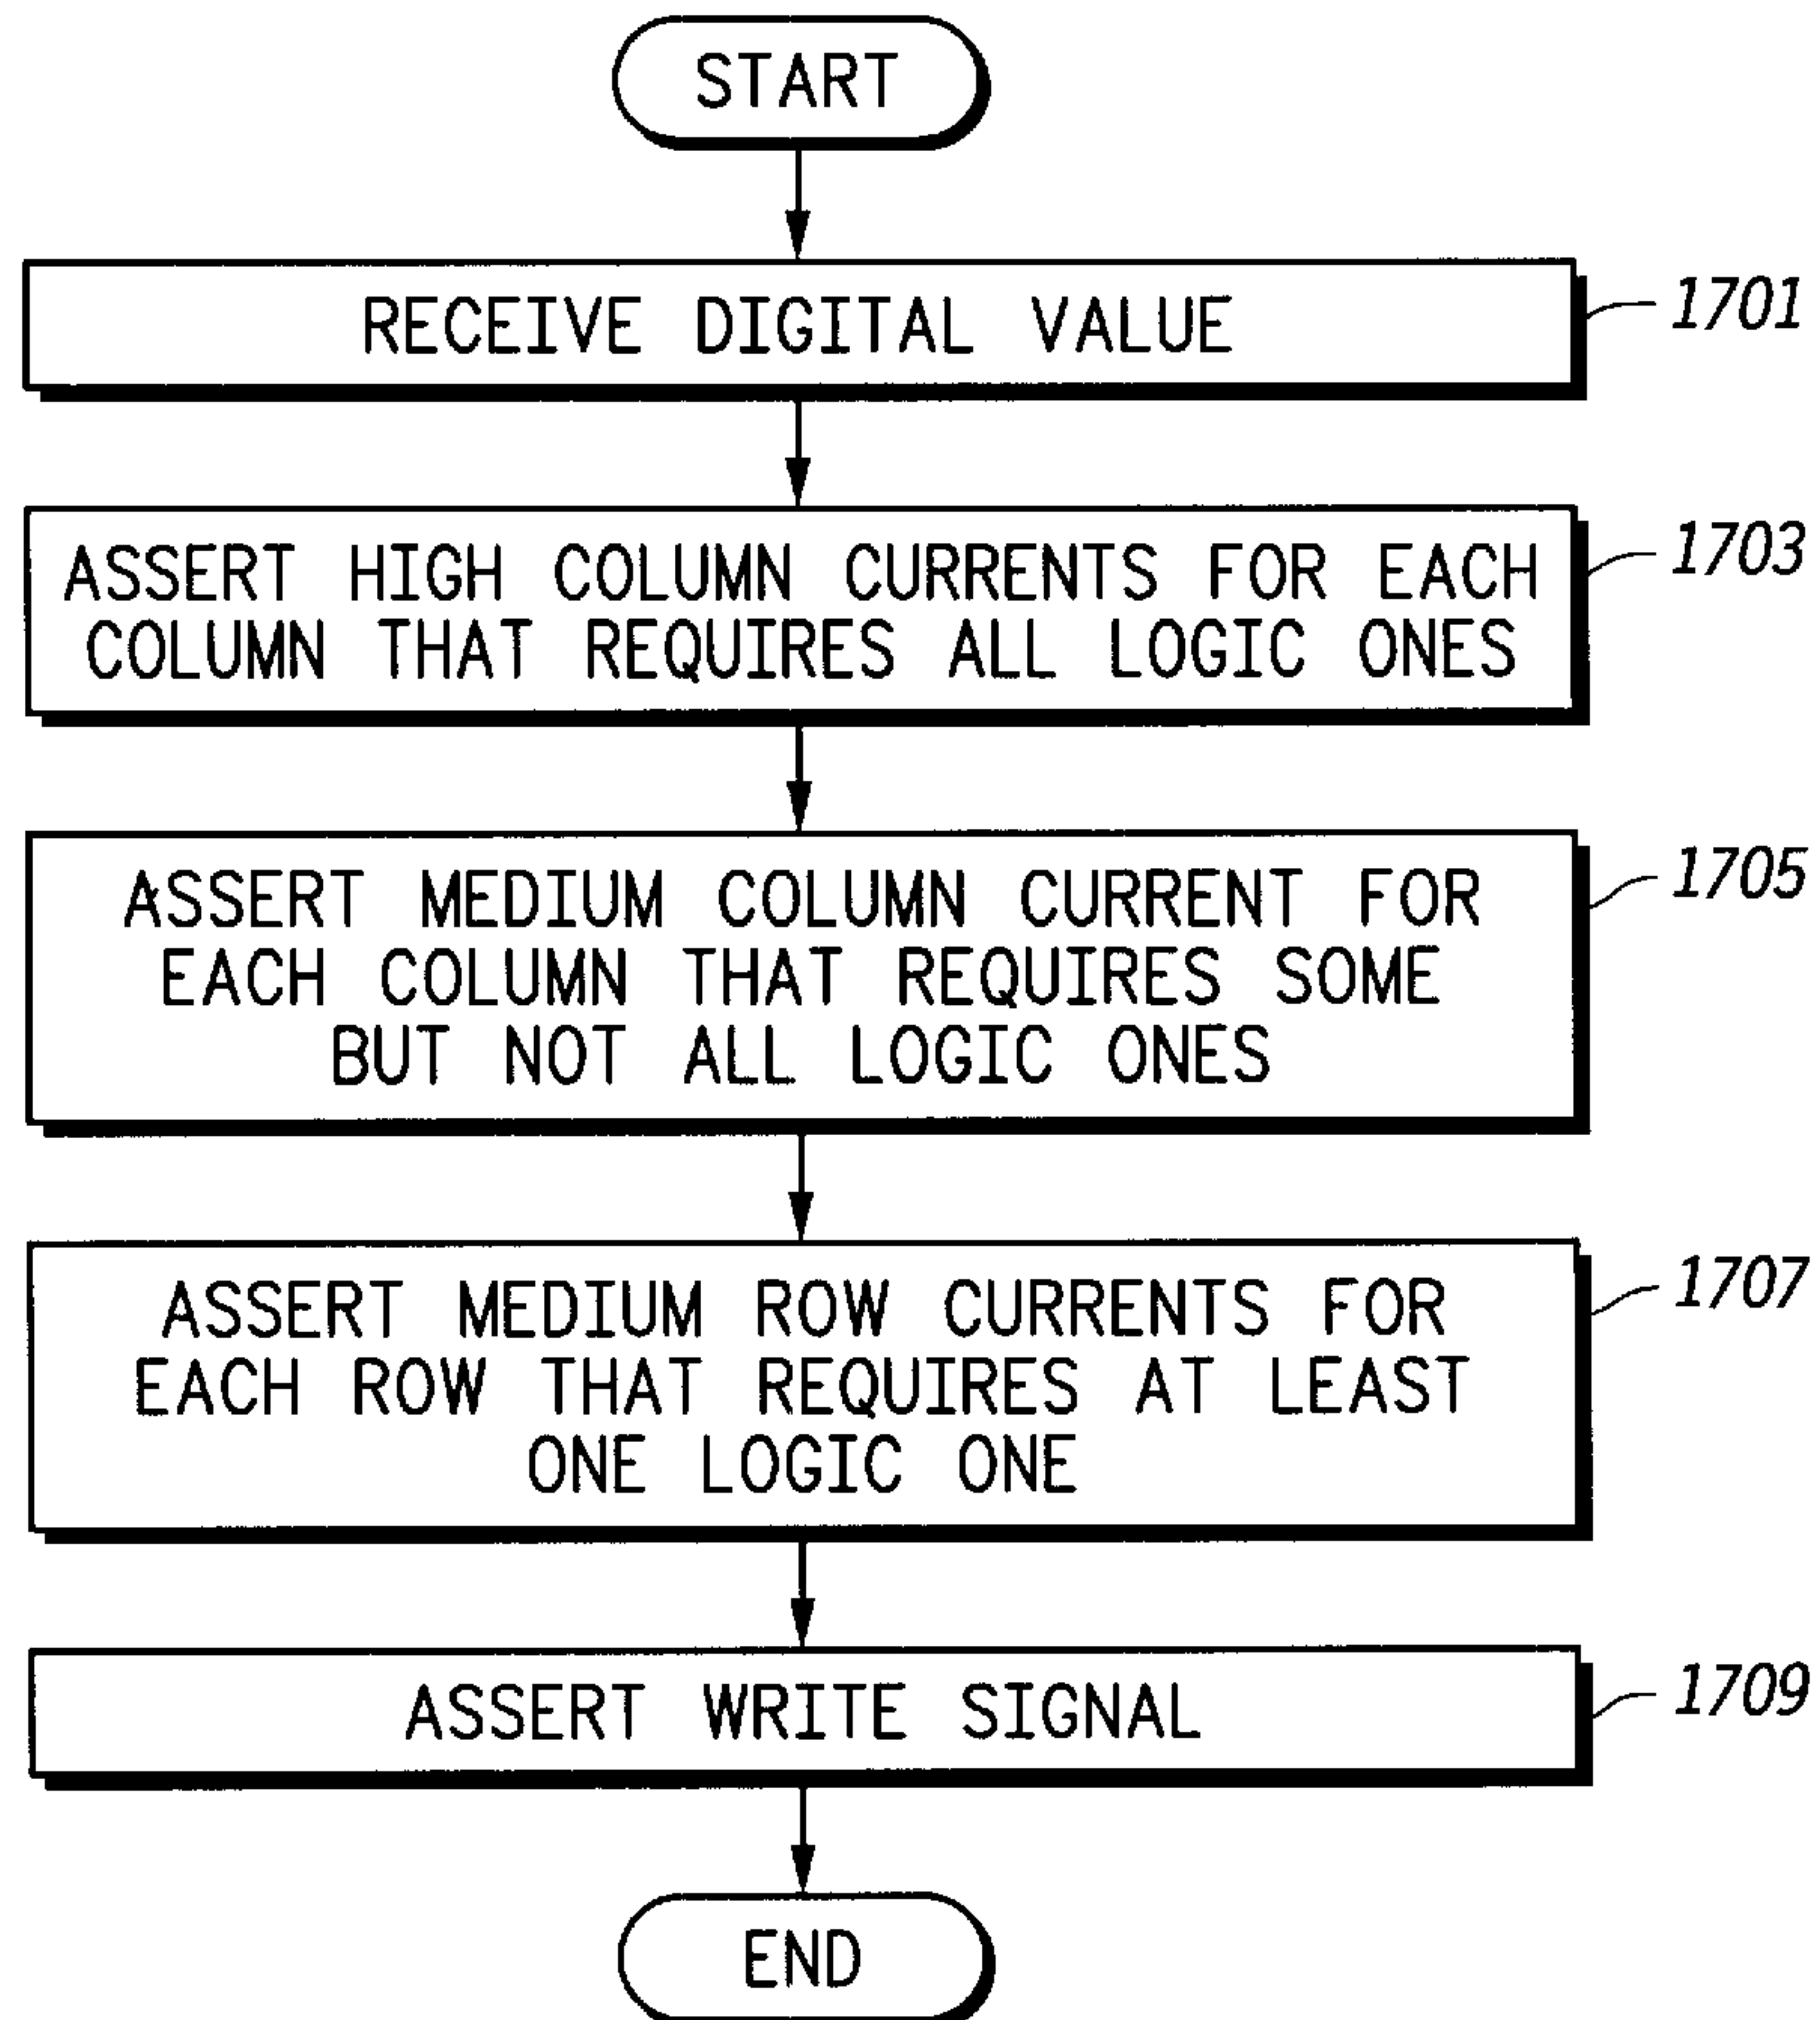 START
RECEIVE DIGITAL VALUE
1701
ASSERT HIGH COLUMN CURRENTS FOR EACH
COLUMN THAT REQUIRES ALL LOGIC ONES
1703
ASSERT MEDIUM COLUMN CURRENT FOR
EACH COLUMN THAT REQUIRES SOME
BUT NOT ALL LOGIC ONES
1705
ASSERT MEDIUM ROW CURRENTS FOR
EACH ROW THAT REQUIRES AT LEAST
ONE LOGIC ONE
1707
ASSERT WRITE SIGNAL
1709
END